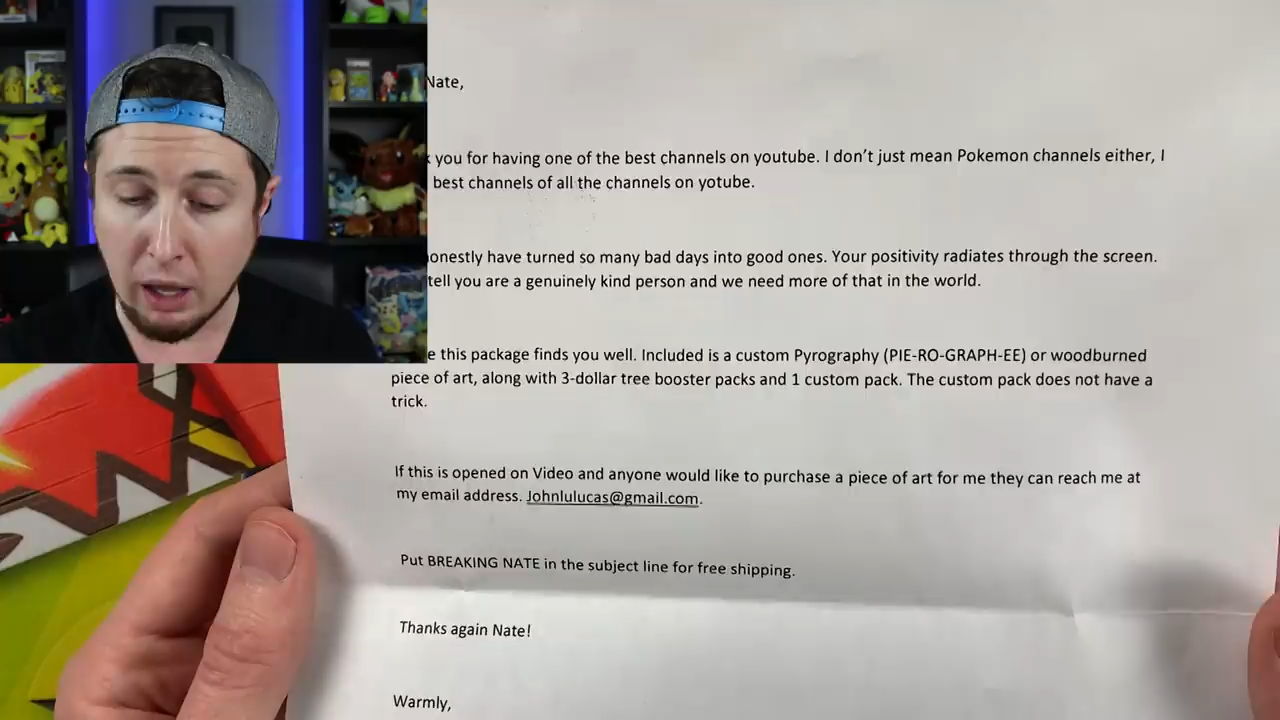 Nate,
you for having one of the best channels on youtube. I don't just mean Pokemon channels either, I
best channels of all the channels on yotube.
onestly have turned so many bad days into good ones. Your positivity radiates through the screen.
tell you are a genuinely kind person and we need more of that in the world.
e this package finds you well. Included is a custom Pyrography (PIE-RO-GRAPH-EE) or woodburned
piece of art, along with 3-dollar tree booster packs and 1 custom pack. The custom pack does not have a
trick.
If this is opened on Video and anyone would like to purchase a piece of art for me they can reach me at
my email address. Johnlulucas@gmail.com.
Put BREAKING NATE in the subject line for free shipping.
Thanks again Nate!
Warmly,